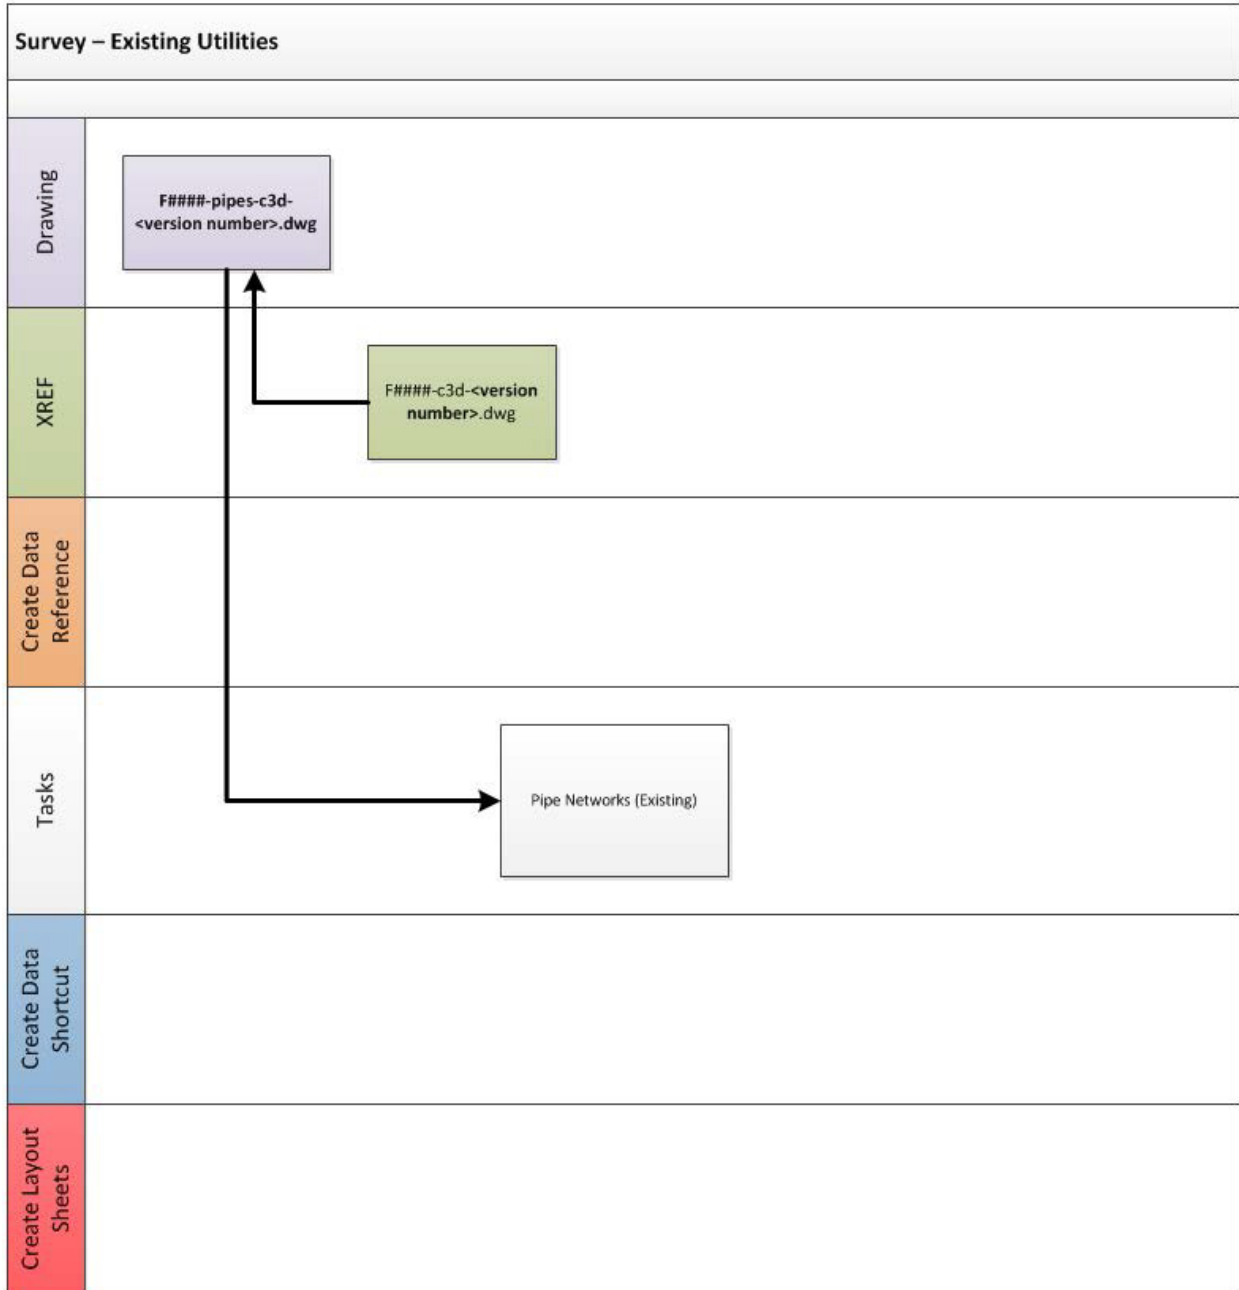 Survey – Existing Utilities
Drawing
F####-pipes-c3d-
<version number>.dwg
XREF
F####-c3d-<version
number>.dwg
Create Data
Reference
Tasks
Pipe Networks (Existing)
Create Data
Shortcut
Create Layout
Sheets